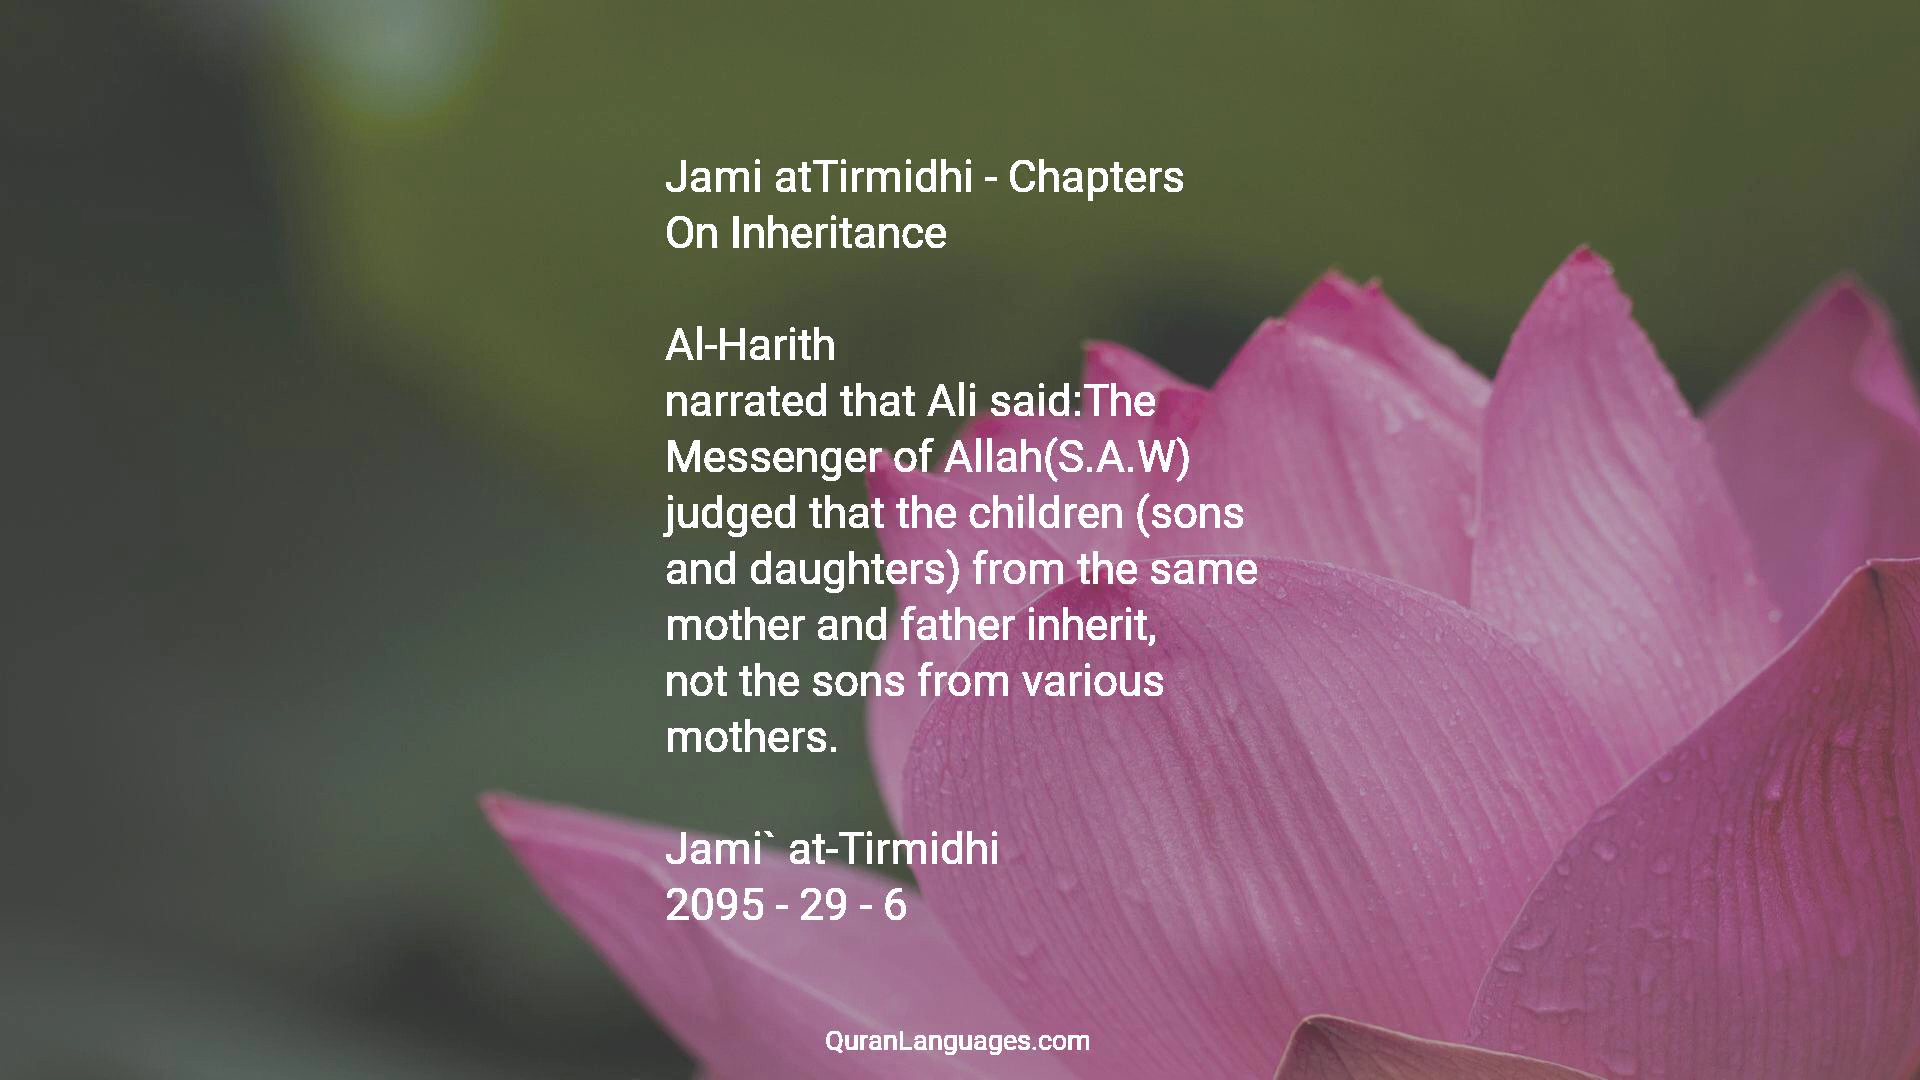 Jami atTirmidhi - Chapters
On Inheritance
Al-Harith
narrated that Ali said:The
Messenger of Allah(S.A.W)
judged that the children (sons
and daughters) from the same
mother and father inherit,
not the sons from various
mothers.
Jami` at-Tirmidhi
2095 - 29 - 6
QuranLanguages.com